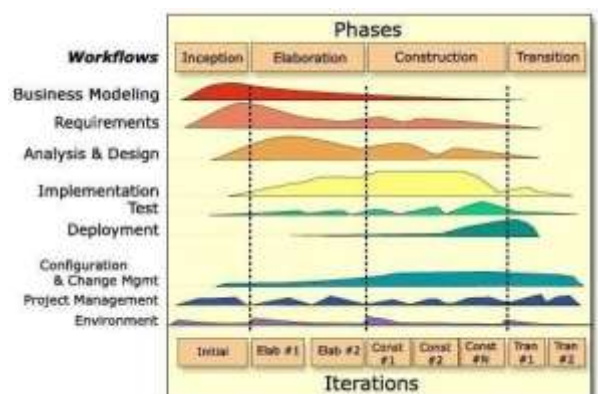 Phases
Workflows Inception Elaboration Construction Transition
Business Modeling
Requirements
Analysis & Design
Implementation
Test
Deployment
Configuration
& Change Mgmt
Project Management
Environment
Initial Elab #1 Elab #2 Const #1 Const #2 Const #N Tran #1 Tran #2
Iterations